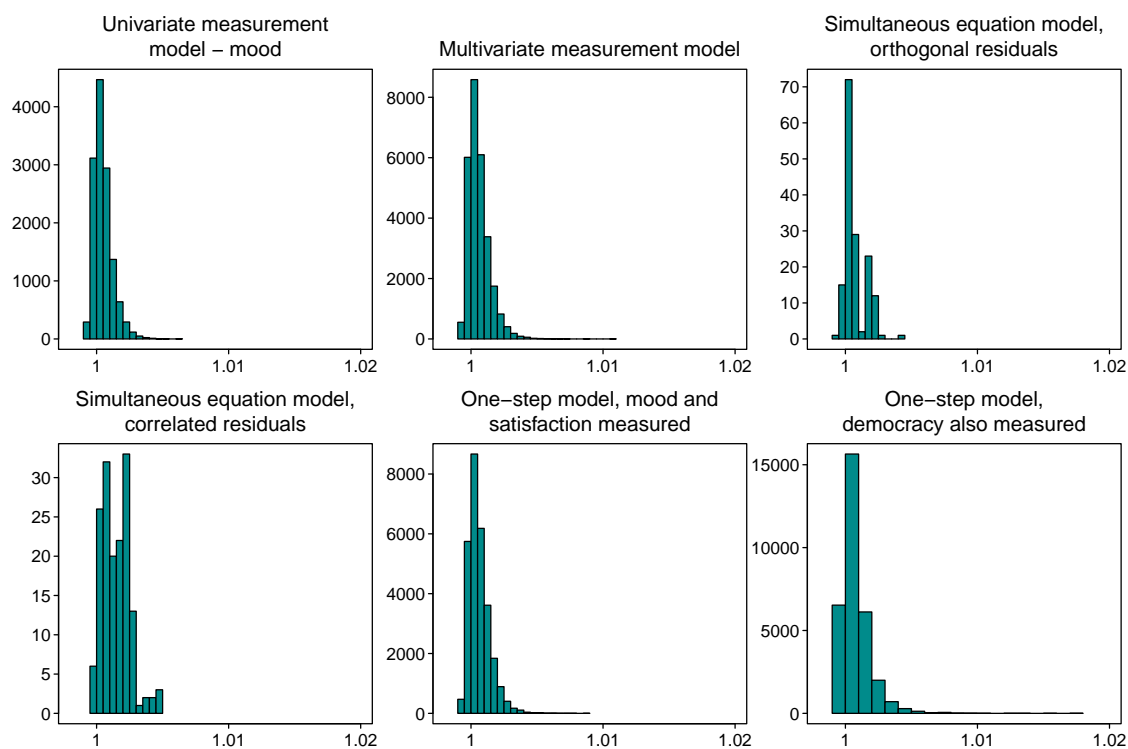 Univariate measurement
model − mood
4000
3000
2000
1000
0
1 1.01 1.02
Multivariate measurement model
8000
6000
4000
2000
0
1 1.01 1.02
Simultaneous equation model,
orthogonal residuals
70
60
50
40
30
20
10
0
1 1.01 1.02
Simultaneous equation model,
correlated residuals
30
25
20
15
10
5
0
1 1.01 1.02
One−step model, mood and
satisfaction measured
8000
6000
4000
2000
0
1 1.01 1.02
One−step model,
democracy also measured
15000
10000
5000
0
1 1.01 1.02